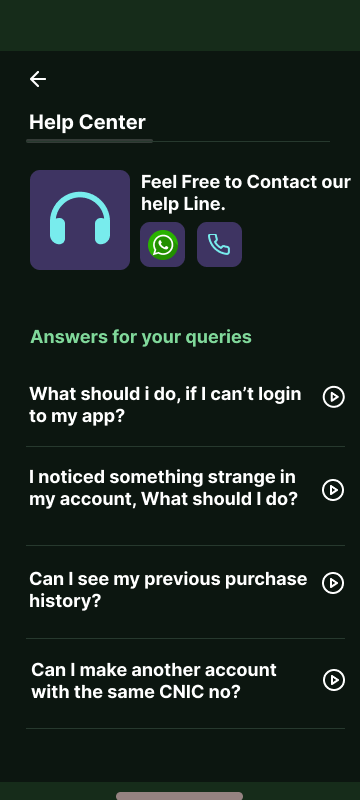 Help Center
Feel Free to Contact our
help Line.
Answers for your queries
What should i do, if I can’t login
to my app?
I noticed something strange in
my account, What should I do?
Can I see my previous purchase
history?
Can I make another account
with the same CNIC no?